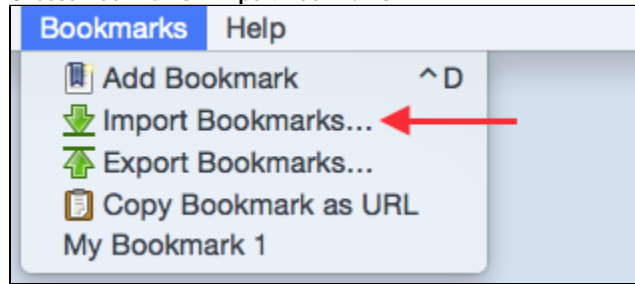 Bookmarks Help
Add Bookmark ^D
Import Bookmarks...
Export Bookmarks...
Copy Bookmark as URL
My Bookmark 1